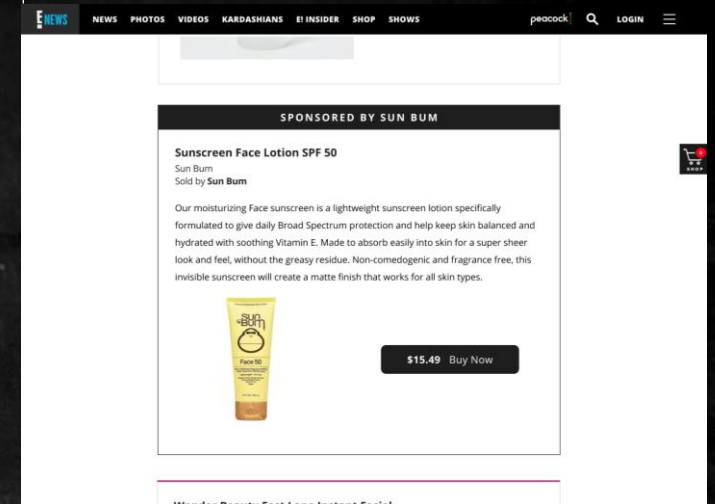 E NEWS NEWS PHOTOS VIDEOS KARDASHIANS E! INSIDER SHOP SHOWS peacock LOGIN
SPONSORED BY SUN BUM
Sunscreen Face Lotion SPF 50
Sun Bum
Sold by Sun Bum
SHOP
Our moisturizing Face sunscreen is a lightweight sunscreen lotion specifically
formulated to give daily Broad Spectrum protection and help keep skin balanced and
hydrated with soothing Vitamin E. Made to absorb easily into skin for a super sheer
look and feel, without the greasy residue. Non-comedogenic and fragrance free, this
invisible sunscreen will create a matte finish that works for all skin types.
Sun
Bum
Face 50
$15.49 Buy Now